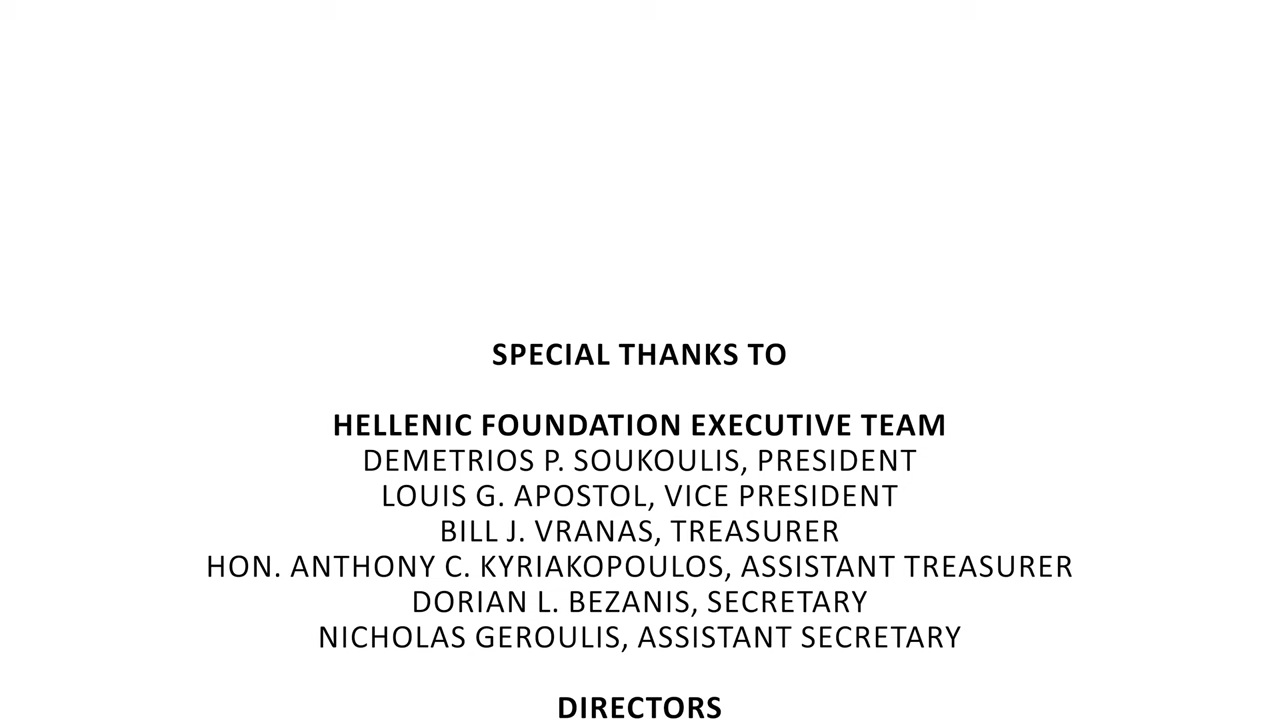 SPECIAL THANKS TO
HELLENIC FOUNDATION EXECUTIVE TEAM
DEMETRIOS P. SOUKOULIS, PRESIDENT
LOUIS G. APOSTOL, VICE PRESIDENT
BILL J. VRANAS, TREASURER
HON. ANTHONY C. KYRIAKOPOULOS, ASSISTANT TREASURER
DORIAN L. BEZANIS, SECRETARY
NICHOLAS GEROULIS, ASSISTANT SECRETARY
DIRECTORS